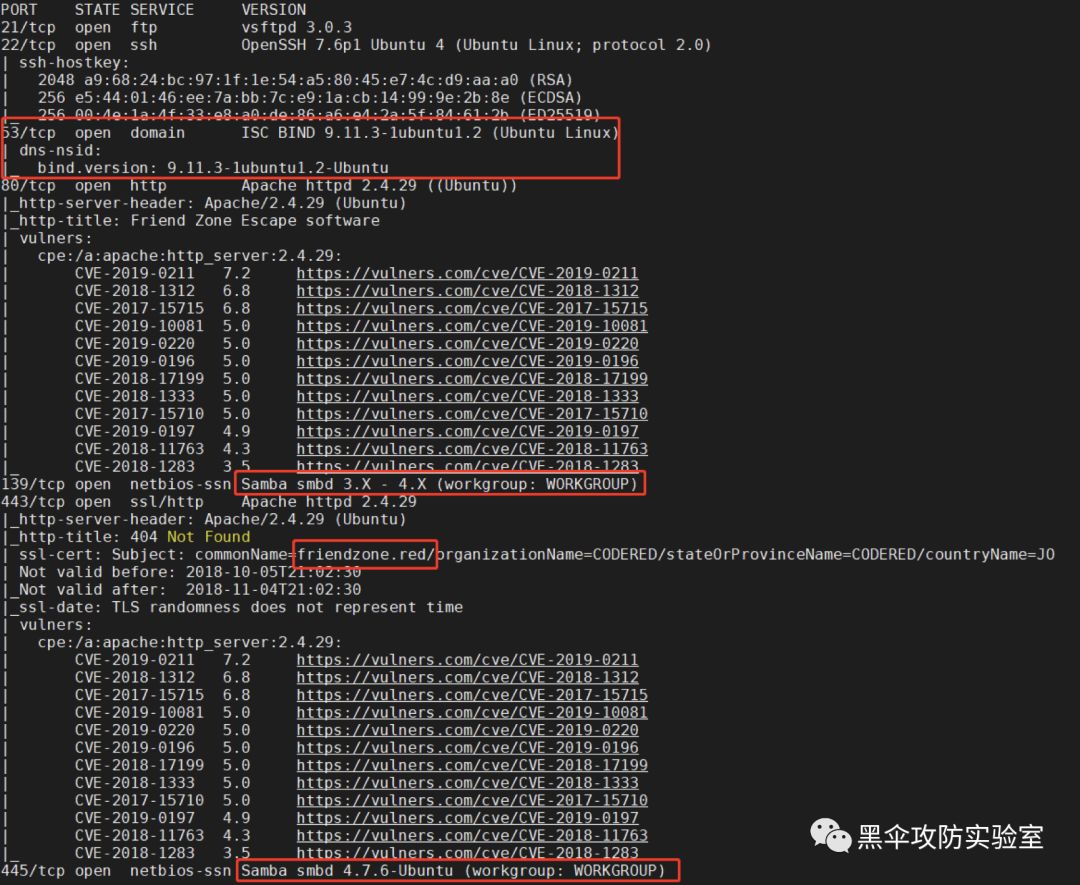 PORT STATE SERVICE VERSION
21/tcp open ftp vsftpd 3.0.3
22/tcp open ssh OpenSSH 7.6p1 Ubuntu 4 (Ubuntu Linux; protocol 2.0)
| ssh-hostkey:
| 2048 a9:68:24:bc:97:1f:1e:54:a5:80:45:e7:4c:d9:aa:a0 (RSA)
| 256 e5:44:01:46:ee:7a:bb:7c:e9:1a:cb:14:99:9e:2b:8e (ECDSA)
|_ 256 00:4e:1a:4f:33:e8:a0:de:86:a6:e4:2a:5f:84:61:2b (ED25519)
53/tcp open domain ISC BIND 9.11.3-1ubuntu1.2 (Ubuntu Linux)
| dns-nsid:
|_ bind.version: 9.11.3-1ubuntu1.2-Ubuntu
80/tcp open http Apache httpd 2.4.29 ((Ubuntu))
|_http-server-header: Apache/2.4.29 (Ubuntu)
|_http-title: Friend Zone Escape software
| vulners:
| cpe:/a:apache:http_server:2.4.29:
| CVE-2019-0211 7.2 https://vulners.com/cve/CVE-2019-0211
| CVE-2018-1312 6.8 https://vulners.com/cve/CVE-2018-1312
| CVE-2017-15715 6.8 https://vulners.com/cve/CVE-2017-15715
| CVE-2019-10081 5.0 https://vulners.com/cve/CVE-2019-10081
| CVE-2019-0220 5.0 https://vulners.com/cve/CVE-2019-0220
| CVE-2019-0196 5.0 https://vulners.com/cve/CVE-2019-0196
| CVE-2018-17199 5.0 https://vulners.com/cve/CVE-2018-17199
| CVE-2018-1333 5.0 https://vulners.com/cve/CVE-2018-1333
| CVE-2017-15710 5.0 https://vulners.com/cve/CVE-2017-15710
| CVE-2019-0197 4.9 https://vulners.com/cve/CVE-2019-0197
| CVE-2018-11763 4.3 https://vulners.com/cve/CVE-2018-11763
|_ CVE-2018-1283 3.5 https://vulners.com/cve/CVE-2018-1283
139/tcp open netbios-ssn Samba smbd 3.X - 4.X (workgroup: WORKGROUP)
443/tcp open ssl/http Apache httpd 2.4.29
|_http-server-header: Apache/2.4.29 (Ubuntu)
|_http-title: 404 Not Found
| ssl-cert: Subject: commonName=friendzone.red/organizationName=CODERED/stateOrProvinceName=CODERED/countryName=JO
| Not valid before: 2018-10-05T21:02:30
|_Not valid after: 2018-11-04T21:02:30
|_ssl-date: TLS randomness does not represent time
| vulners:
| cpe:/a:apache:http_server:2.4.29:
| CVE-2019-0211 7.2 https://vulners.com/cve/CVE-2019-0211
| CVE-2018-1312 6.8 https://vulners.com/cve/CVE-2018-1312
| CVE-2017-15715 6.8 https://vulners.com/cve/CVE-2017-15715
| CVE-2019-10081 5.0 https://vulners.com/cve/CVE-2019-10081
| CVE-2019-0220 5.0 https://vulners.com/cve/CVE-2019-0220
| CVE-2019-0196 5.0 https://vulners.com/cve/CVE-2019-0196
| CVE-2018-17199 5.0 https://vulners.com/cve/CVE-2018-17199
| CVE-2018-1333 5.0 https://vulners.com/cve/CVE-2018-1333
| CVE-2017-15710 5.0 https://vulners.com/cve/CVE-2017-15710
| CVE-2019-0197 4.9 https://vulners.com/cve/CVE-2019-0197
| CVE-2018-11763 4.3 https://vulners.com/cve/CVE-2018-11763
|_ CVE-2018-1283 3.5 https://vulners.com/cve/CVE-2018-1283
445/tcp open netbios-ssn Samba smbd 4.7.6-Ubuntu (workgroup: WORKGROUP)
黑伞攻防实验室